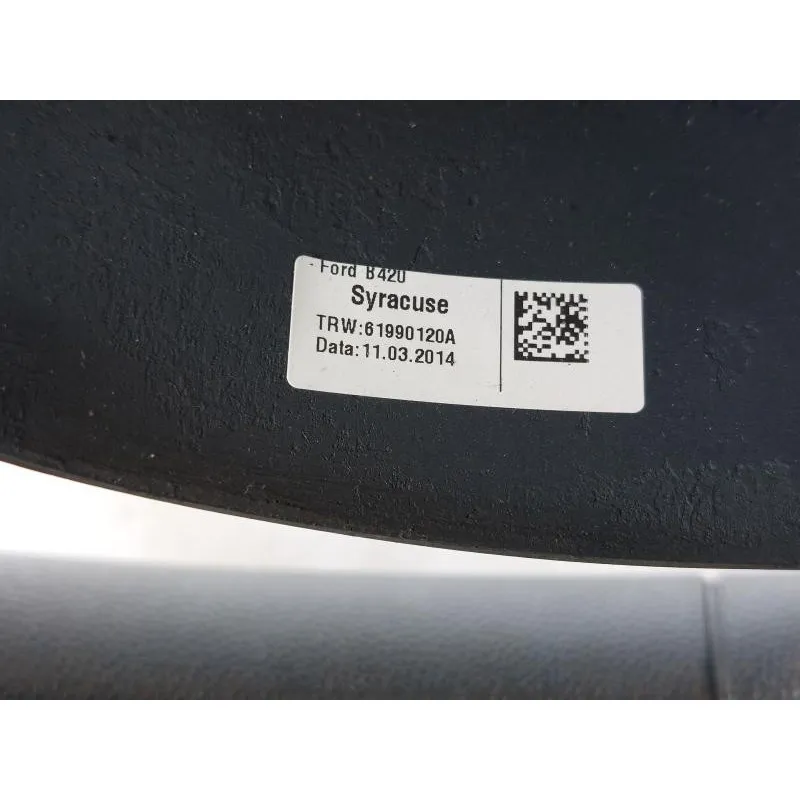 Ford B420
Syracuse
TRW:61990120A
Data:11.03.2014